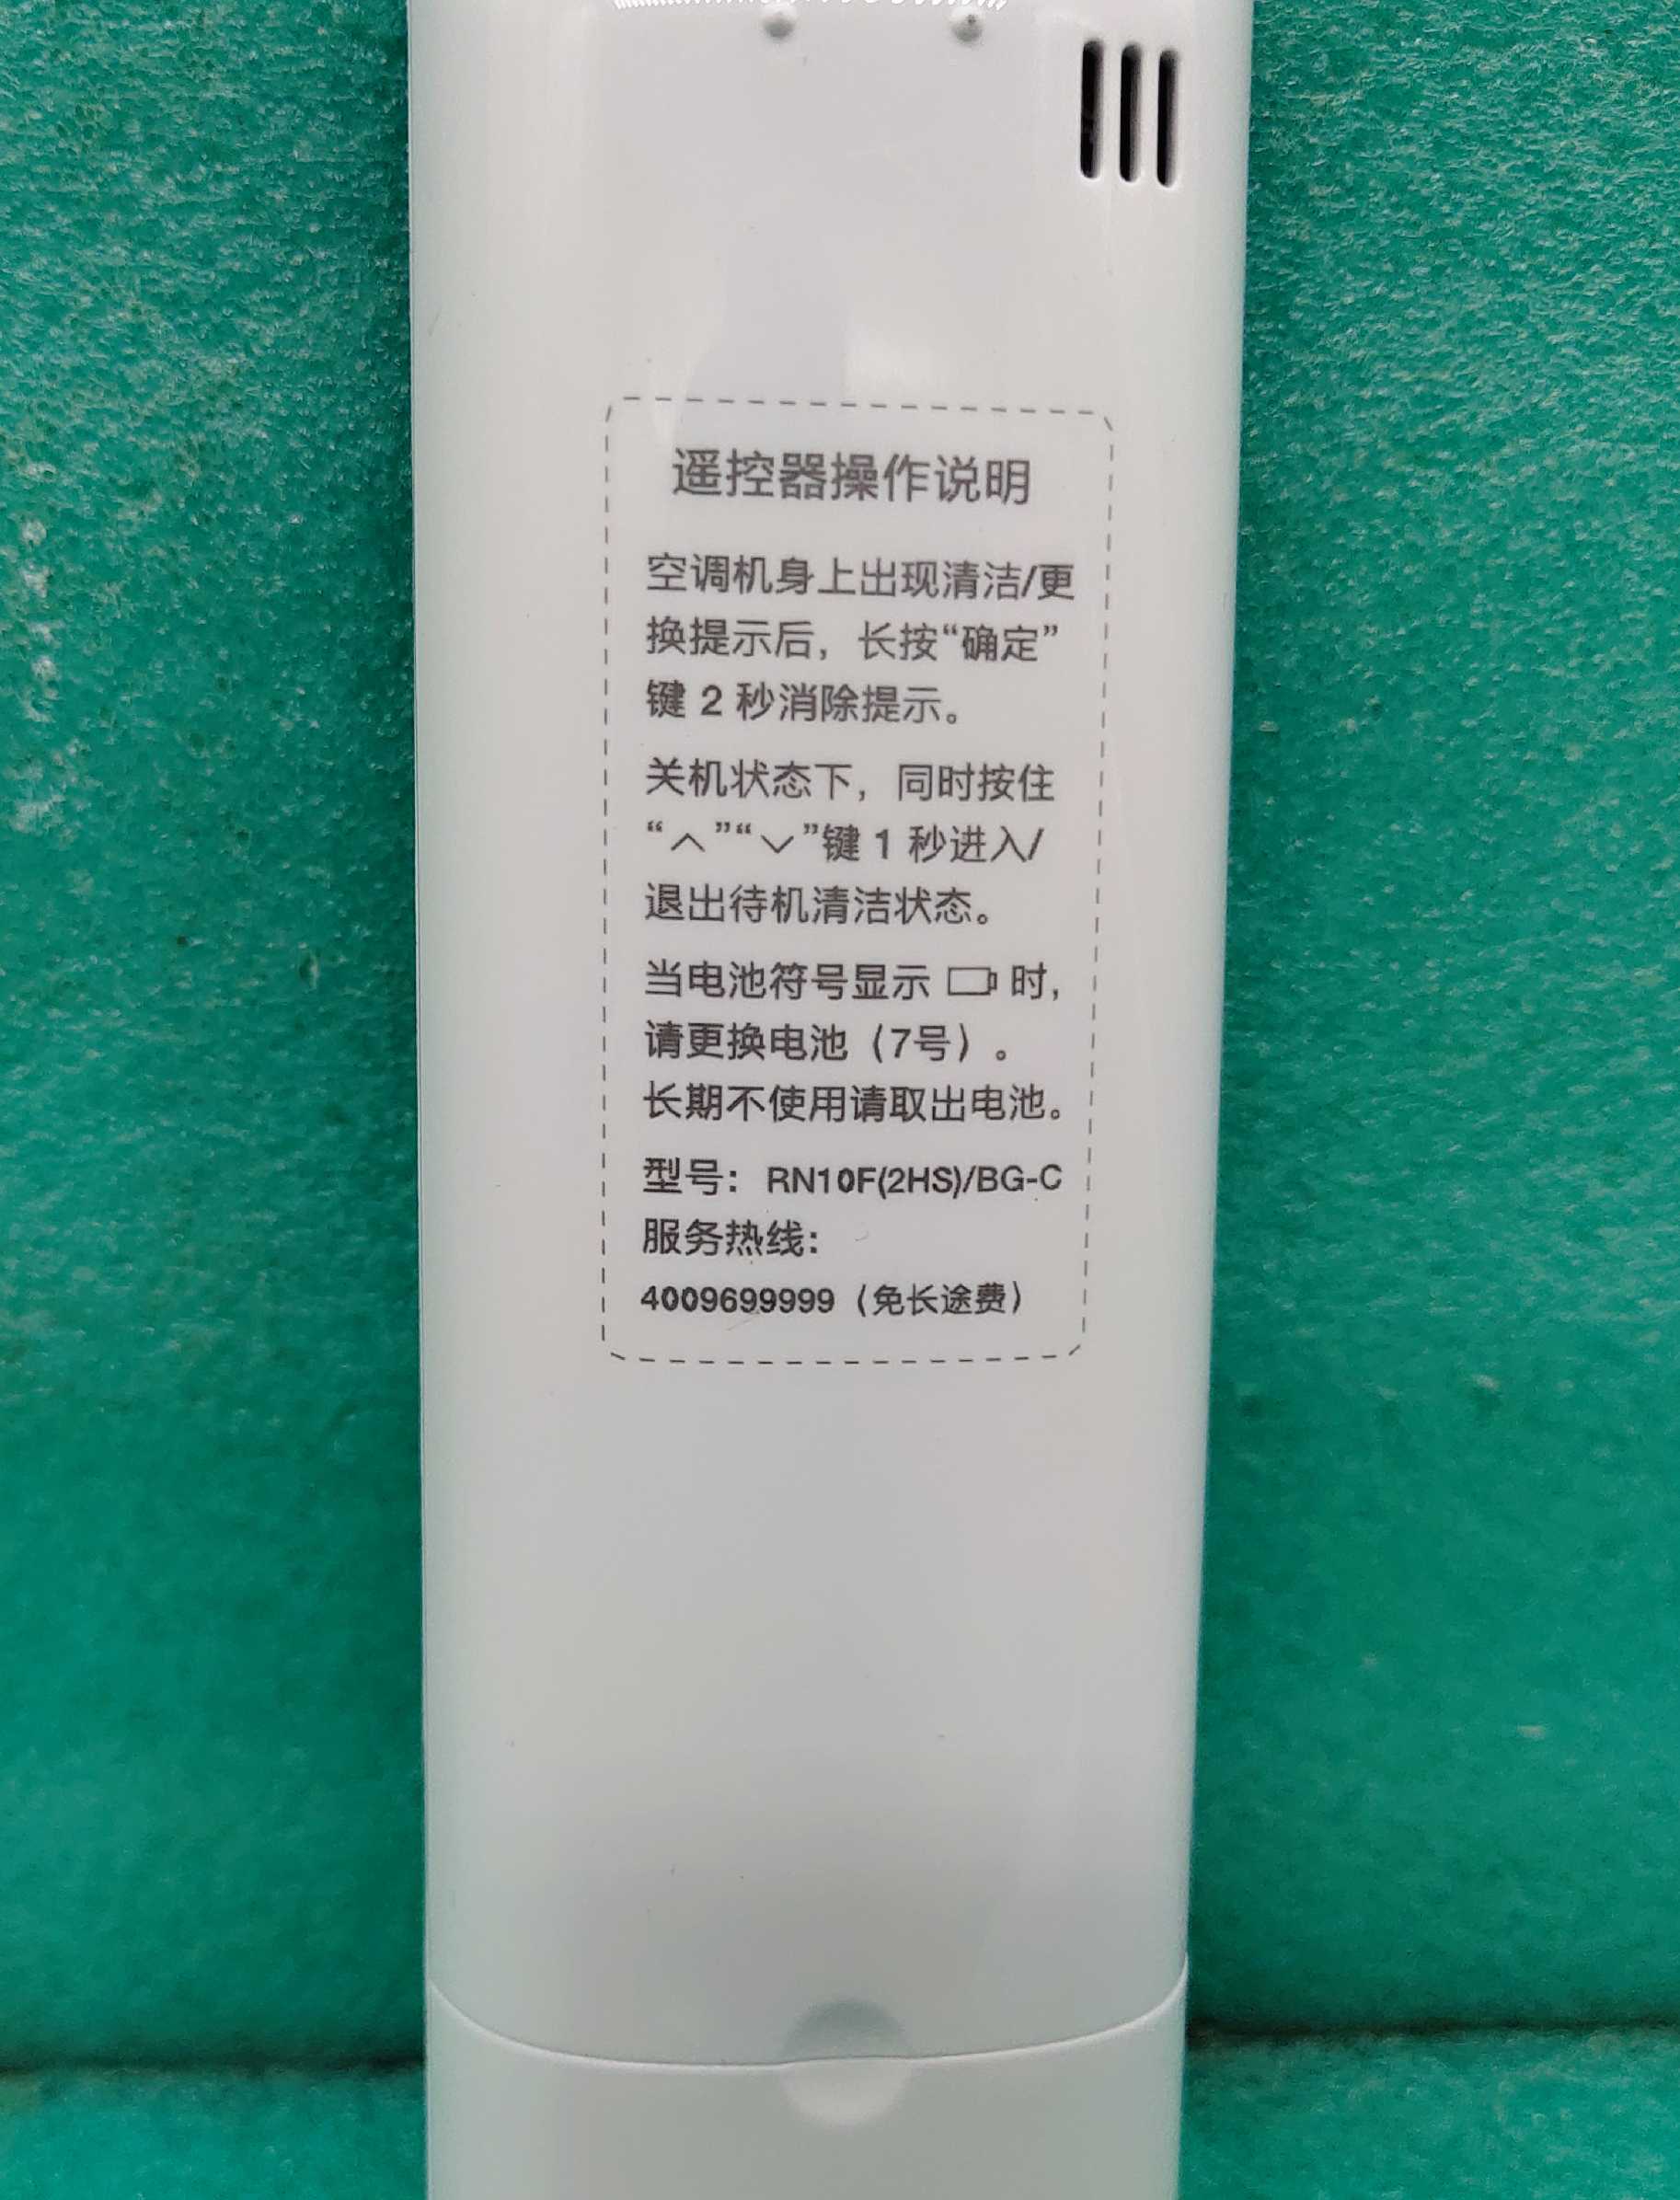 遥控器操作说明
空调机身上出现清洁/更
换提示后，长按“确定”
键 2 秒消除提示。
关机状态下，同时按住
“︿”“﹀”键 1 秒进入/
退出待机清洁状态。
当电池符号显示 时，
请更换电池（7号）。
长期不使用请取出电池。
型号：RN10F(2HS)/BG-C
服务热线：
4009699999（免长途费）